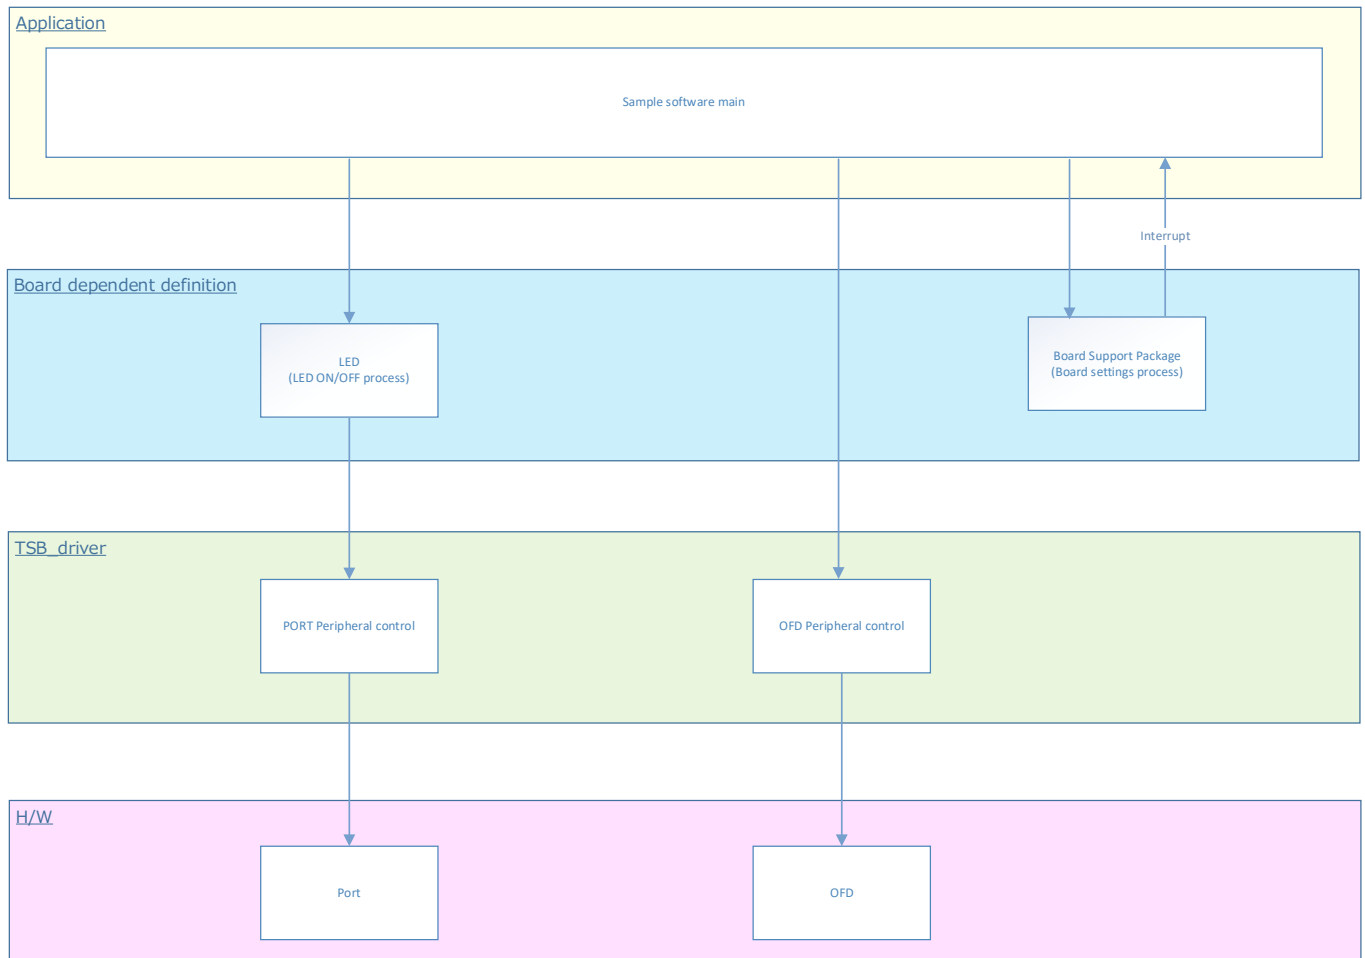 Application
Sample software main
Interrupt
Board dependent definition
LED
(LED ON/OFF process)
Board Support Package
(Board settings process)
TSB_driver
PORT Peripheral control
OFD Peripheral control
H/W
Port
OFD